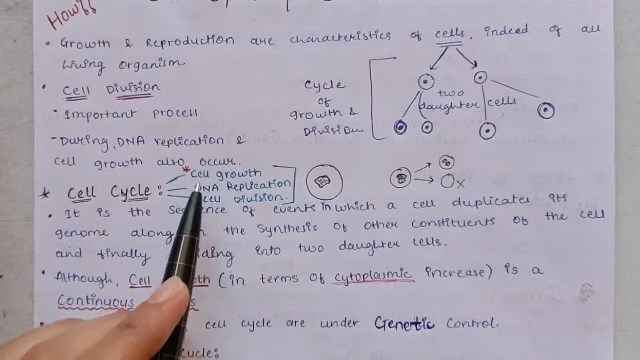 How??
• Growth & Reproduction are characteristics of cells, indeed of all
living organism.
• Cell Division
- Important process
- During, DNA replication &
cell growth also occur.
Cycle
of
growth &
Division
two
daughter cells
* Cell Cycle:
* Cell growth
DNA Replication
Cell Division.
x
• It is the sequence of events in which a cell duplicates its
genome along the synthesis of other constituents of the cell
and finally dividing into two daughter cells.
• Although, Cell (in terms of cytoplasmic increase) is a
Continuous
cell cycle are under Genetic control.
cycle: